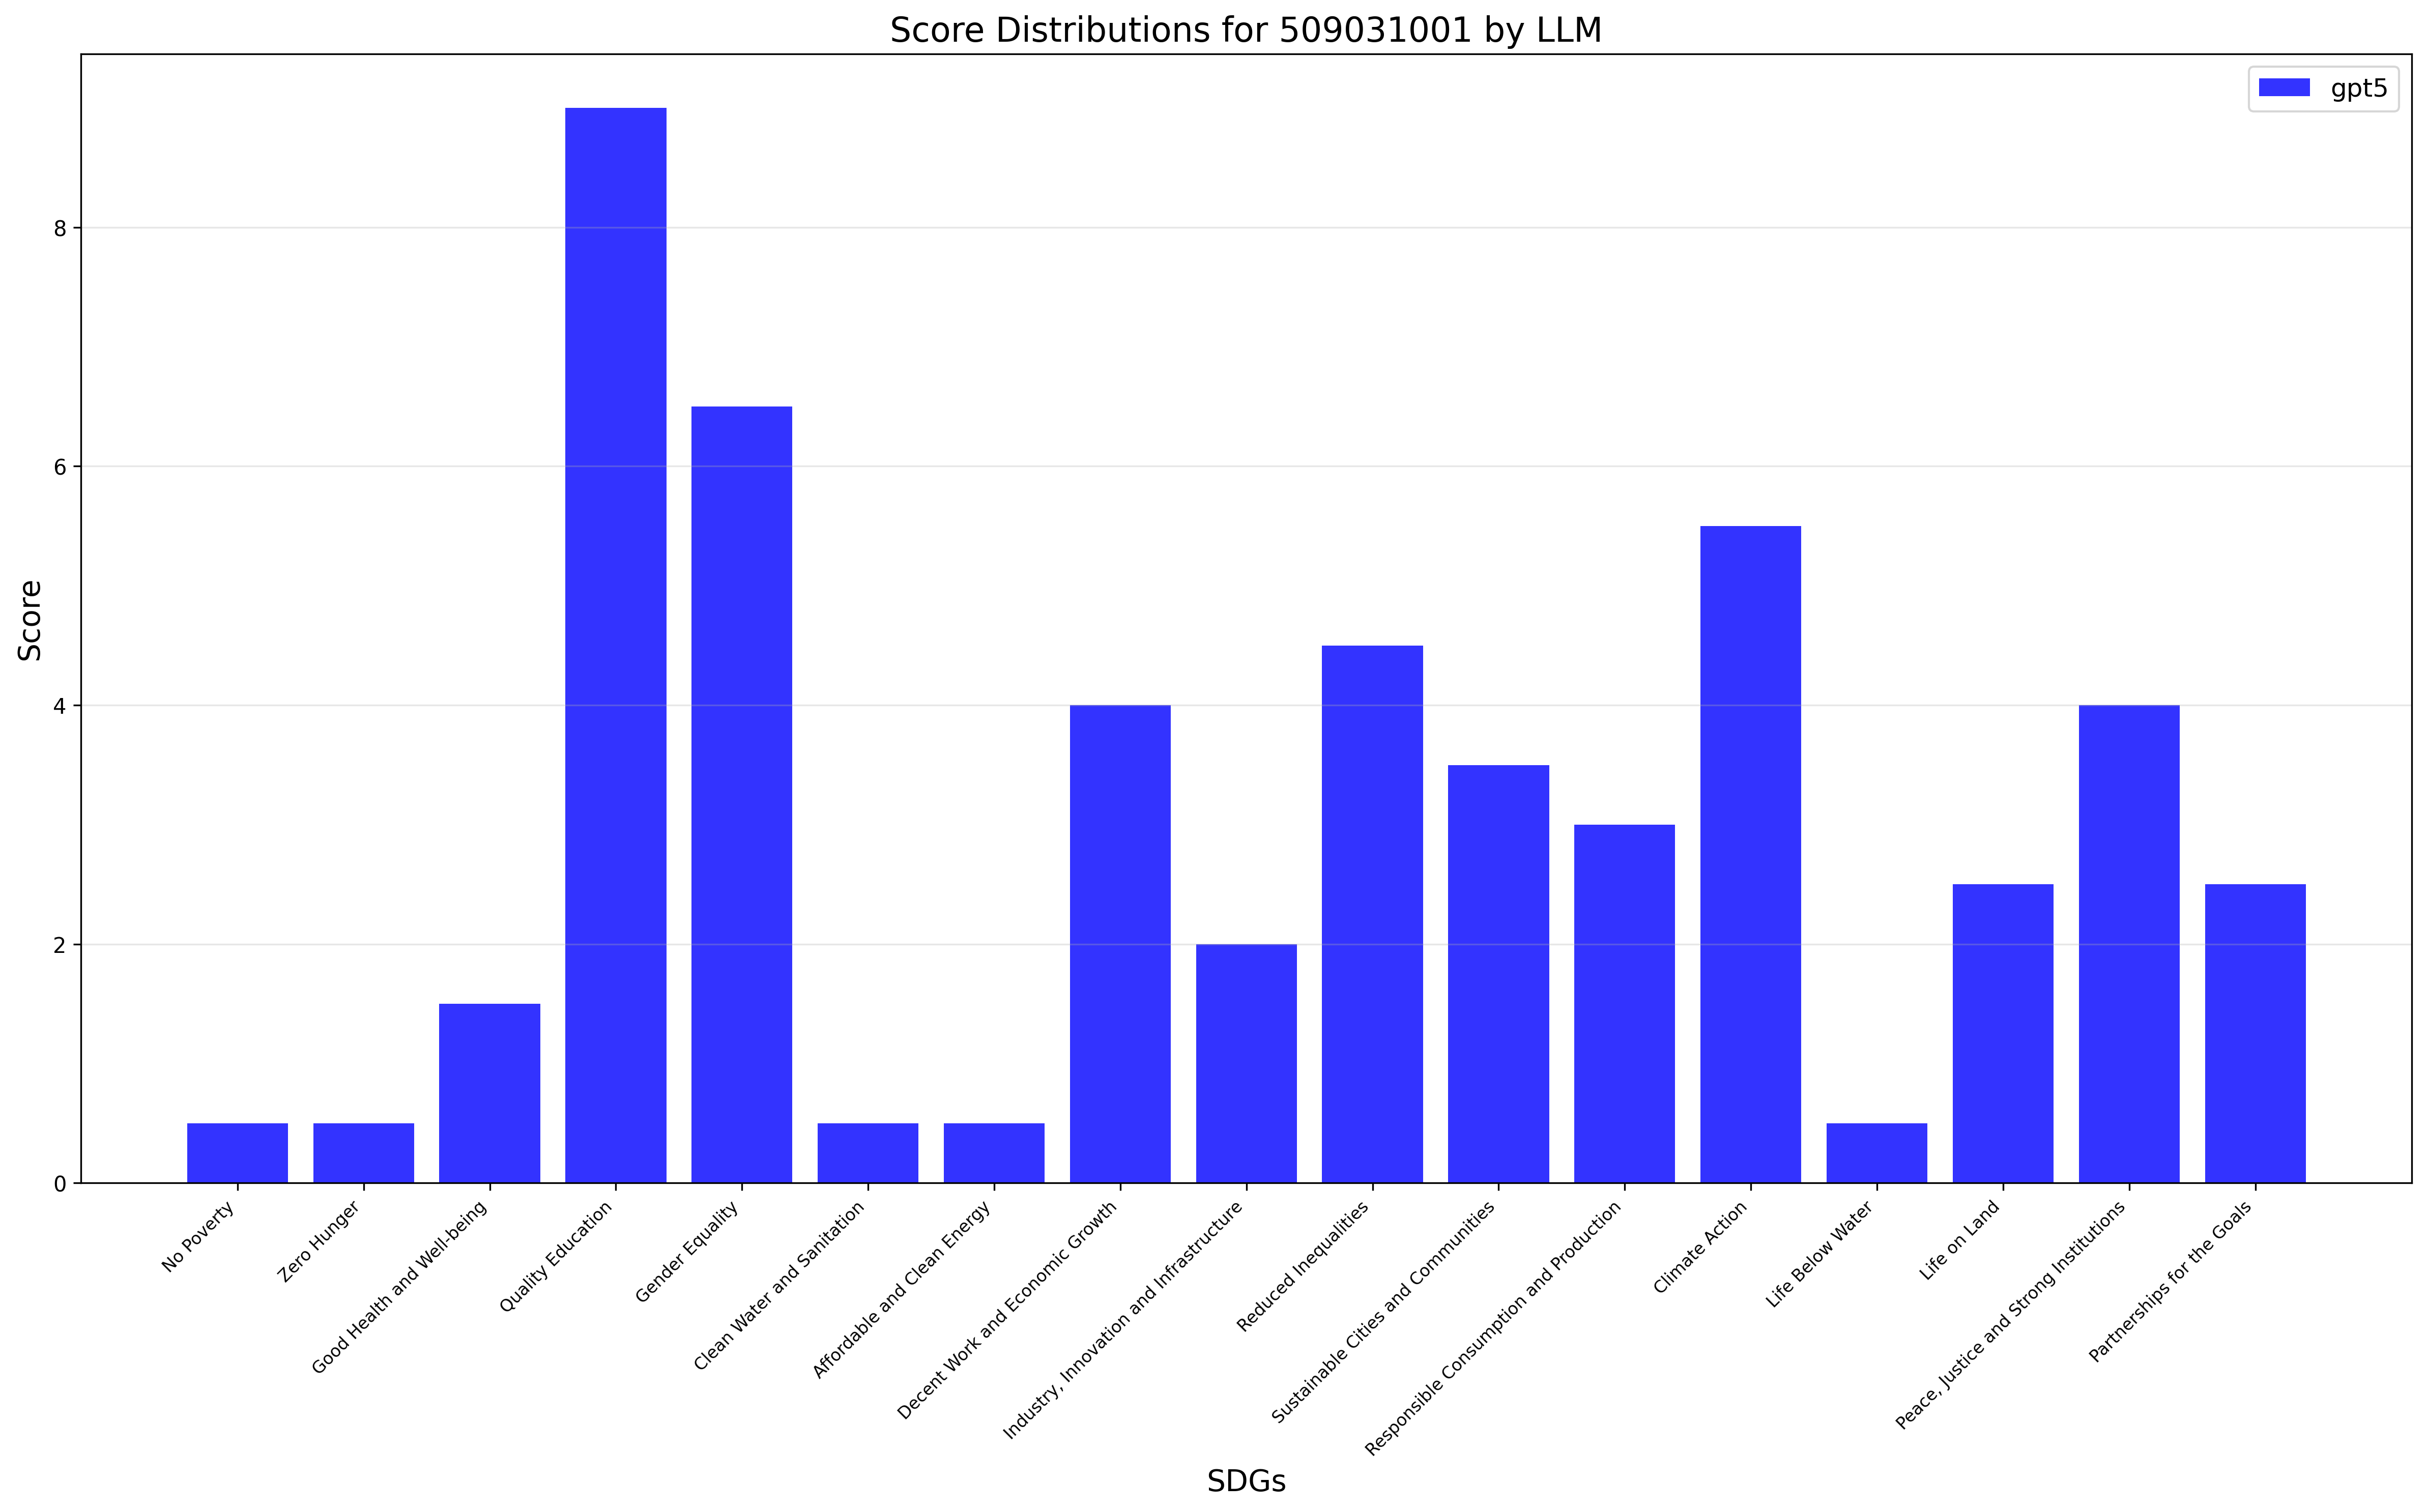 Score Distributions for 509031001 by LLM
gpt5
Score
8
6
4
2
0
No Poverty
Zero Hunger
Good Health and Well-being
Quality Education
Gender Equality
Clean Water and Sanitation
Affordable and Clean Energy
Decent Work and Economic Growth
Industry, Innovation and Infrastructure
Reduced Inequalities
Sustainable Cities and Communities
Responsible Consumption and Production
Climate Action
Life Below Water
Life on Land
Peace, Justice and Strong Institutions
Partnerships for the Goals
SDGs